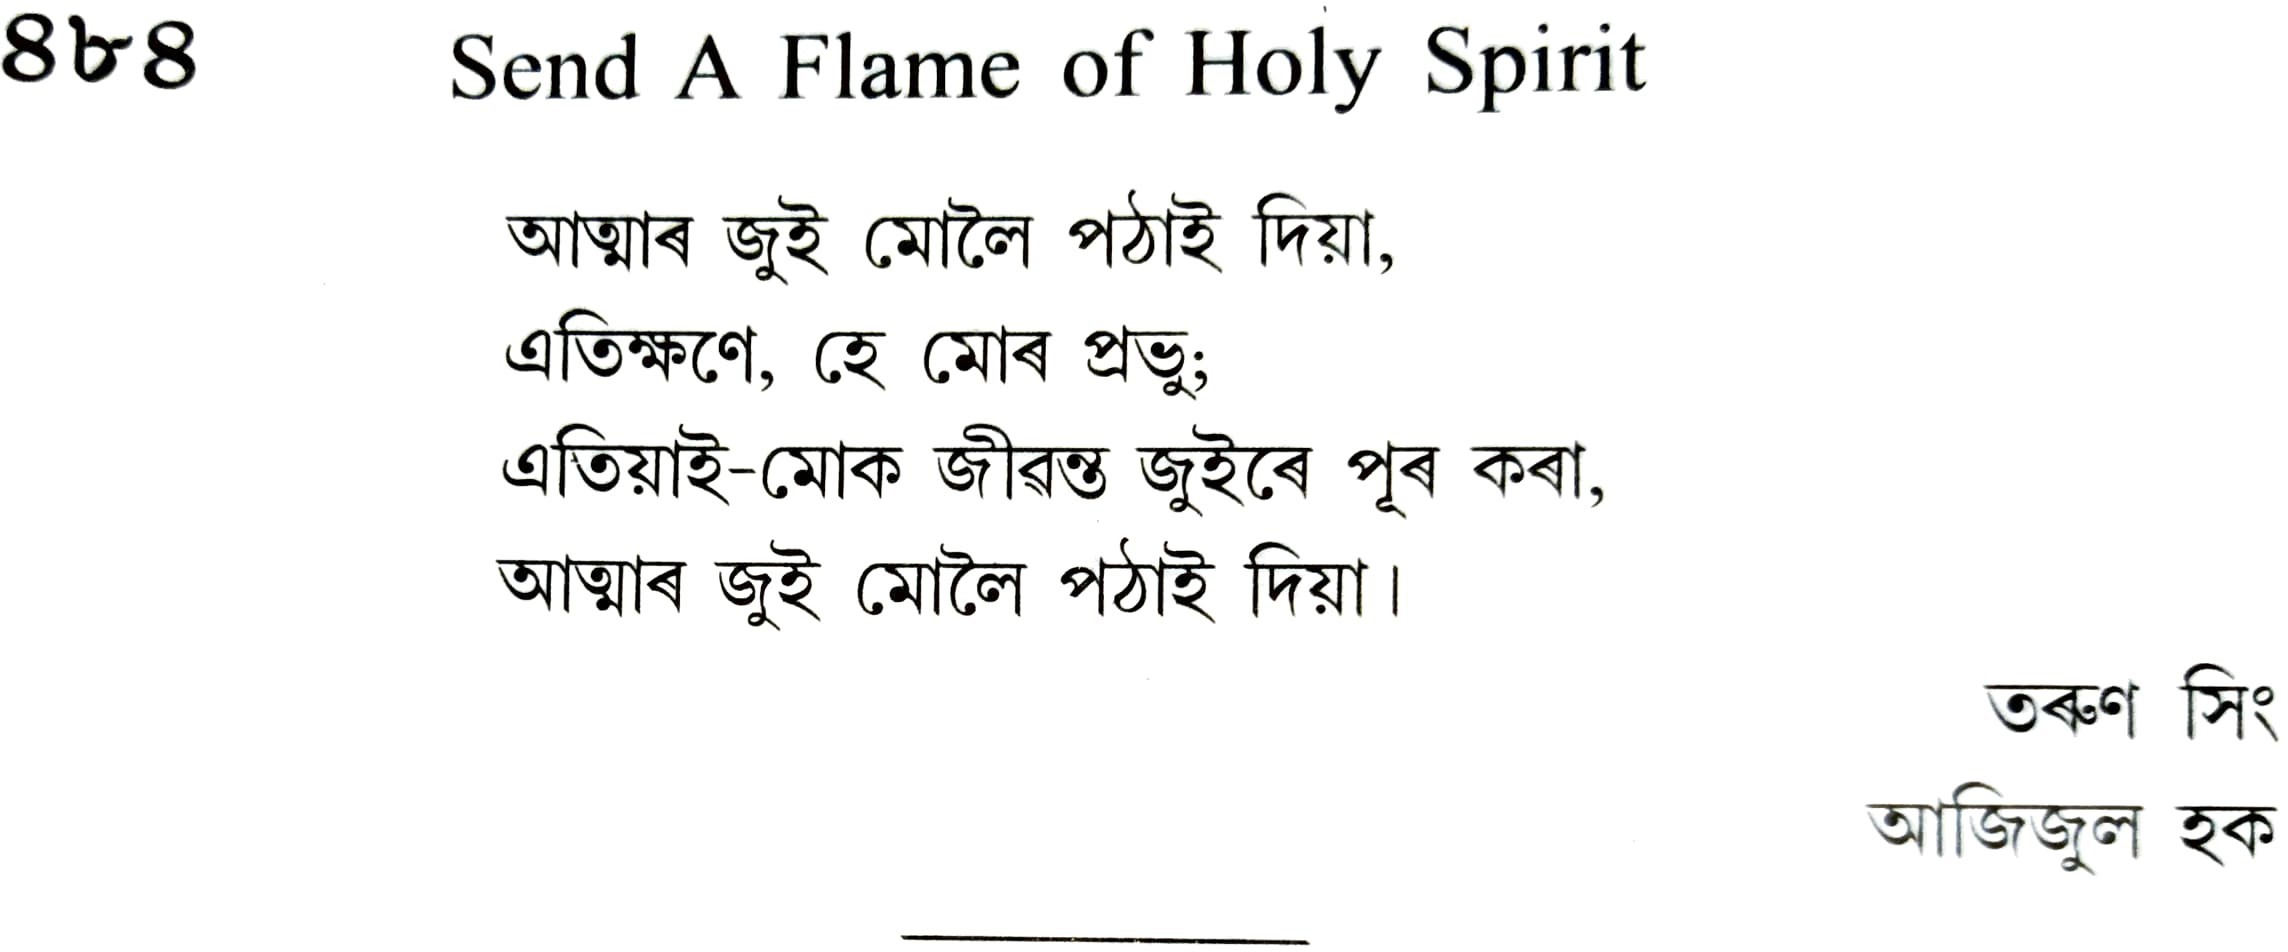 ৪৮৪ Send A Flame of Holy Spirit
আত্মাৰ জুই মোলৈ পঠাই দিয়া,
এতিক্ষণে, হে মোৰ প্ৰভু;
এতিয়াই-মোক জীৱন্ত জুইৰে পূৰ কৰা,
আত্মাৰ জুই মোলৈ পঠাই দিয়া।
তৰুণ সিং
আজিজুল হক